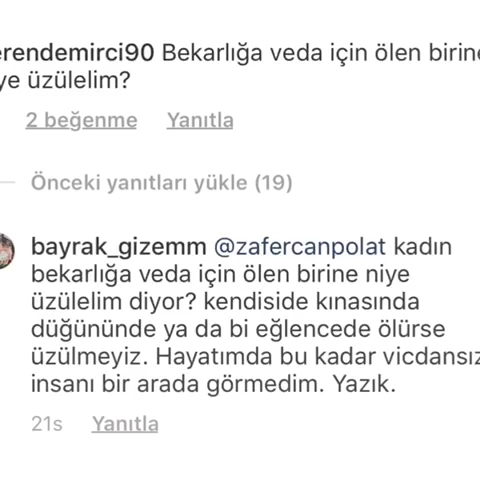 erendemirci90 Bekarlığa veda için ölen birine
ye üzülelim?
2 beğenme Yanıtla
Önceki yanıtları yükle (19)
bayrak_gizemm @zafercanpolat kadın
bekarlığa veda için ölen birine niye
üzülelim diyor? kendiside kınasında
düğününde ya da bi eğlencede ölürse
üzülmeyiz. Hayatımda bu kadar vicdansız
insanı bir arada görmedim. Yazık.
21s Yanıtla